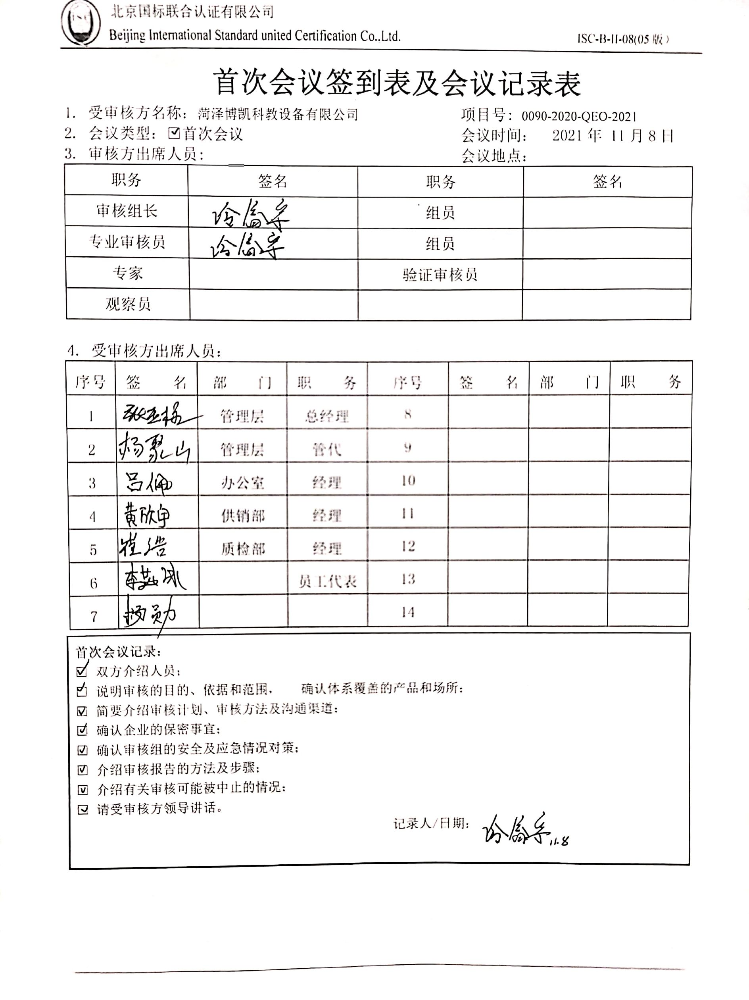 北京国标联合认证有限公司
Beijing International Standard united Certification Co.,Ltd.
ISC-B-II-08(05版)
首次会议签到表及会议记录表
1. 受审核方名称：菏泽博凯科教设备有限公司 项目号：0090-2020-QEO-2021
2. 会议类型：☑首次会议 会议时间： 2021年 11月8日
3. 审核方出席人员： 会议地点：
职务 签名 职务 签名
审核组长 组员
专业审核员 组员
专家 验证审核员
观察员
4. 受审核方出席人员：
序号 签 名 部 门 职 务 序号 签 名 部 门 职 务
1 管理层 总经理 8
2 杨聚山 管理层 管代 9
3 吕佩 办公室 经理 10
4 黄欣宇 供销部 经理 11
5 崔浩 质检部 经理 12
6 员工代表 13
7 杨勋 14
首次会议记录：
☑ 双方介绍人员；
☑ 说明审核的目的、依据和范围， 确认体系覆盖的产品和场所；
☑ 简要介绍审核计划、审核方法及沟通渠道；
☑ 确认企业的保密事宜；
☑ 确认审核组的安全及应急情况对策；
☑ 介绍审核报告的方法及步骤；
☑ 介绍有关审核可能被中止的情况；
☑ 请受审核方领导讲话。
记录人/日期： 11.8